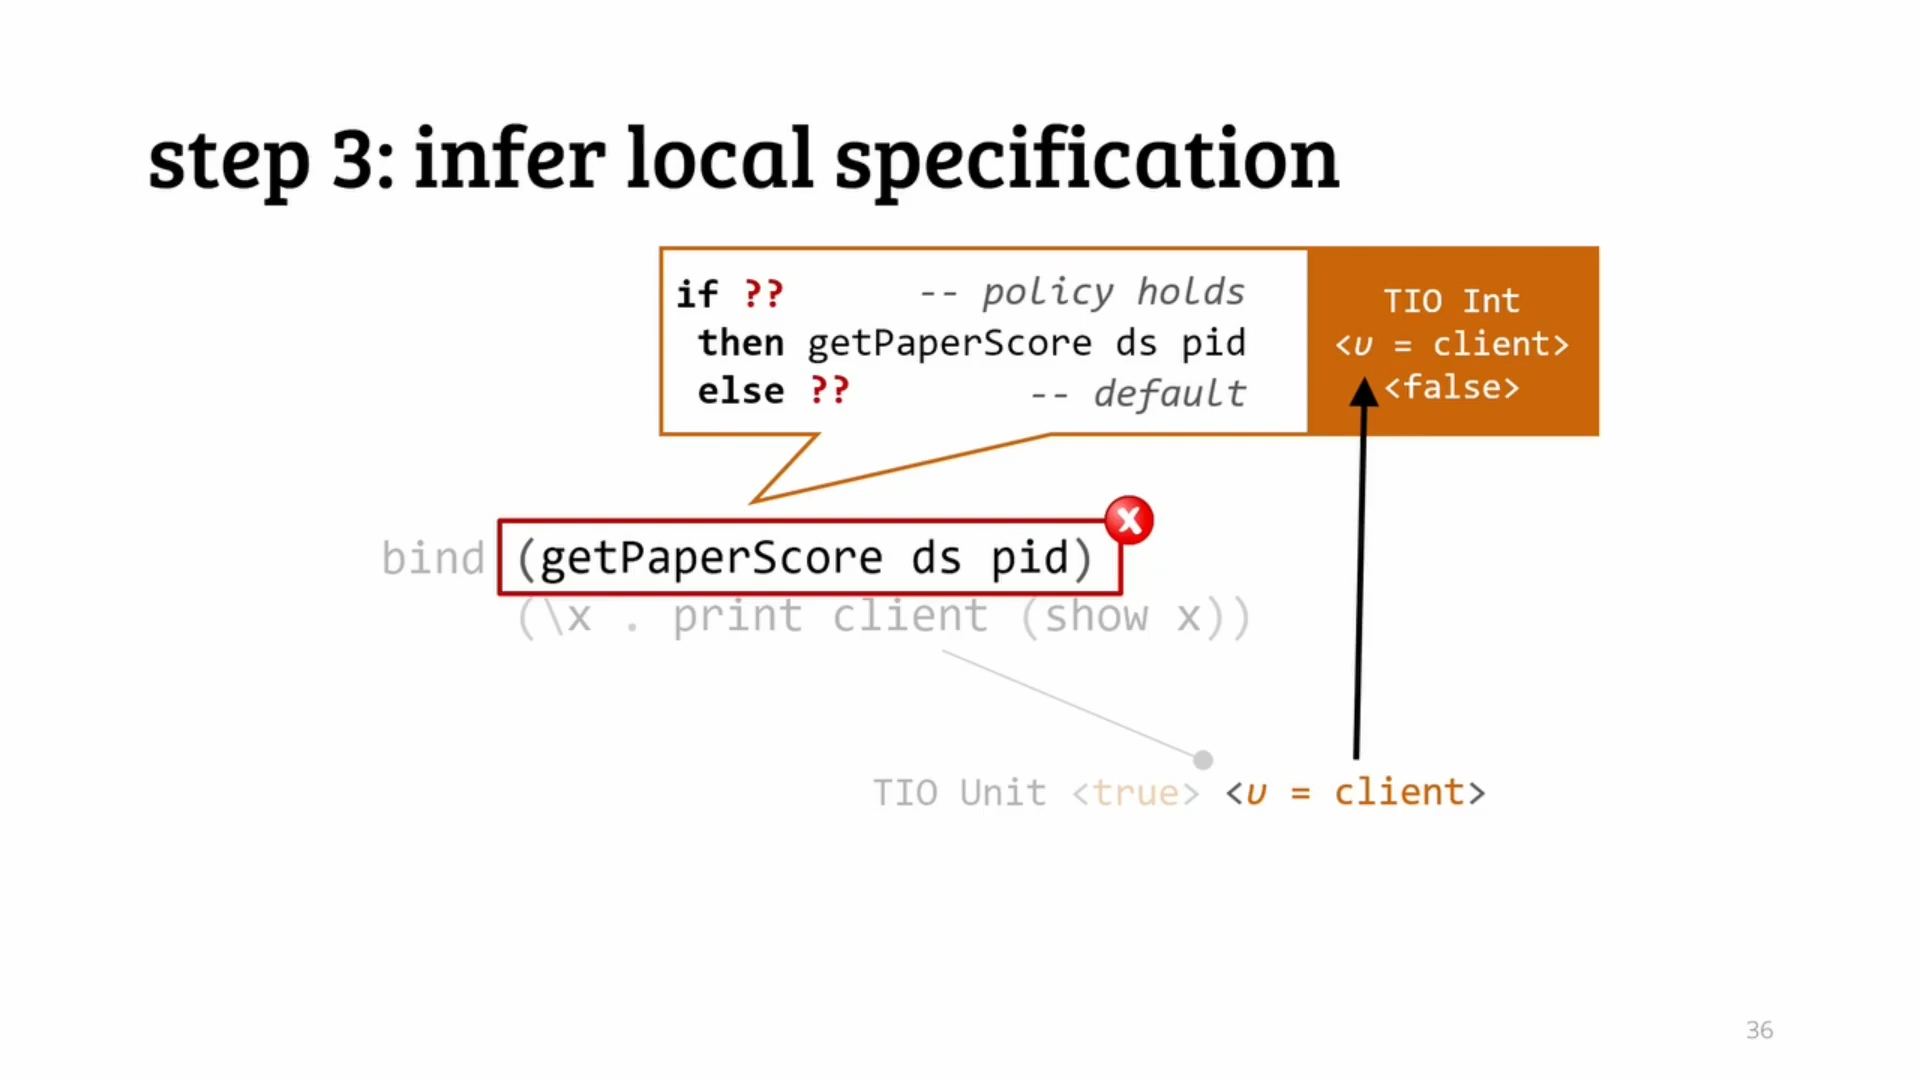 step 3: infer local specification
if ?? -- policy holds
then getPaperScore ds pid
else ?? -- default
TIO Int
<υ = client>
<false>
bind (getPaperScore ds pid)
(\x . print client (show x))
TIO Unit <true> <υ = client>
36